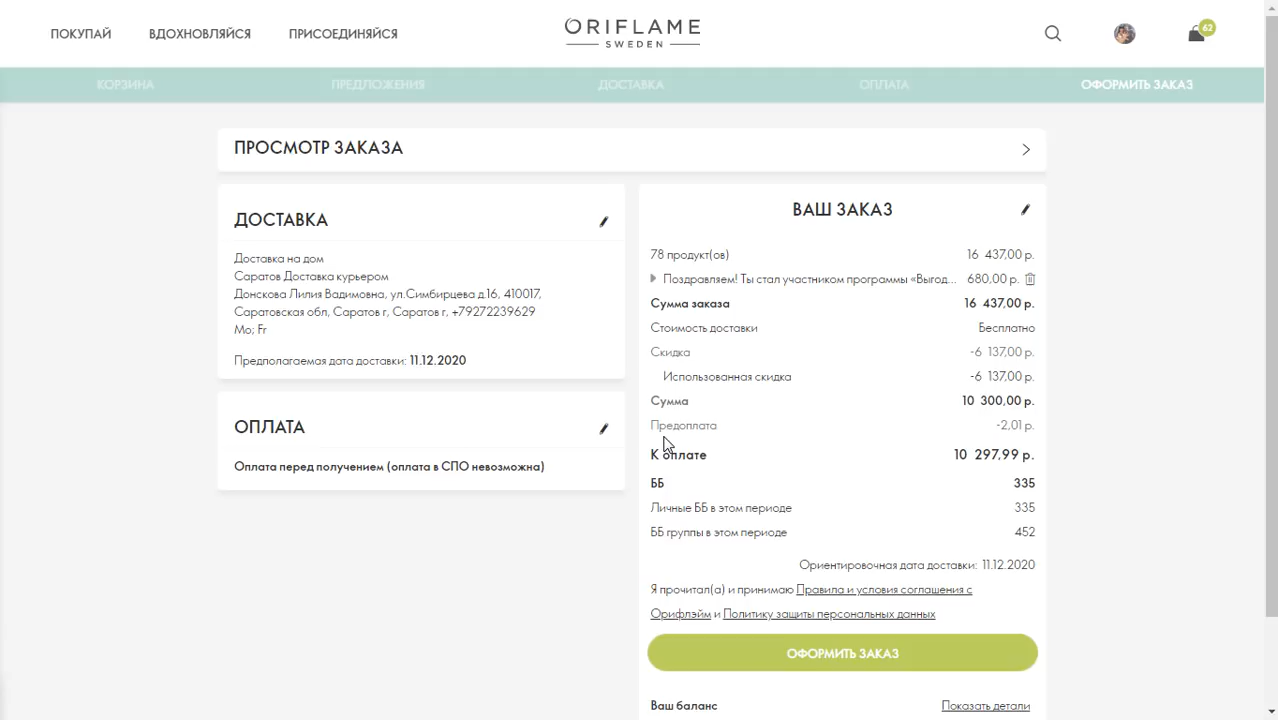 ПОКУПАЙ ВДОХНОВЛЯЙСЯ ПРИСОЕДИНЯЙСЯ
ORIFLAME
SWEDEN
62
КОРЗИНА ПРЕДЛОЖЕНИЯ ДОСТАВКА ОПЛАТА ОФОРМИТЬ ЗАКАЗ
ПРОСМОТР ЗАКАЗА
ДОСТАВКА
Доставка на дом
Саратов Доставка курьером
Донскова Лилия Вадимовна, ул.Симбирцева д.16, 410017,
Саратовская обл, Саратов г, Саратов г, +79272239629
Mo; Fr
Предполагаемая дата доставки: 11.12.2020
ОПЛАТА
Оплата перед получением (оплата в СПО невозможна)
ВАШ ЗАКАЗ
78 продукт(ов) 16 437,00 р.
Поздравляем! Ты стал участником программы «Выгод... 680,00 р.
Сумма заказа 16 437,00 р.
Стоимость доставки Бесплатно
Скидка -6 137,00 р.
Использованная скидка -6 137,00 р.
Сумма 10 300,00 р.
Предоплата -2,01 р.
К оплате 10 297,99 р.
ББ 335
Личные ББ в этом периоде 335
ББ группы в этом периоде 452
Ориентировочная дата доставки: 11.12.2020
Я прочитал(а) и принимаю Правила и условия соглашения с
Орифлэйм и Политику защиты персональных данных
ОФОРМИТЬ ЗАКАЗ
Ваш баланс Показать детали